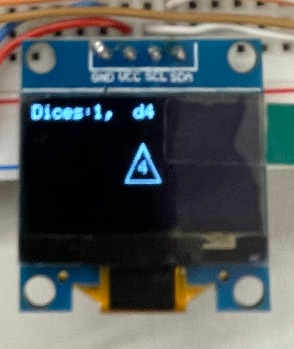 GND VCC SCL SDA
Dices:1, d4
4